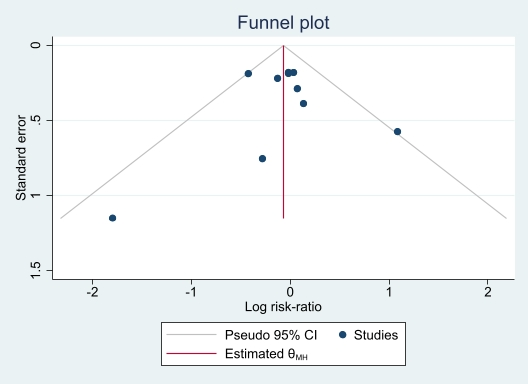 Funnel plot
0
.5
1
1.5
Standard error
-2 -1 0 1 2
Log risk-ratio
Pseudo 95% CI Studies
Estimated θMH